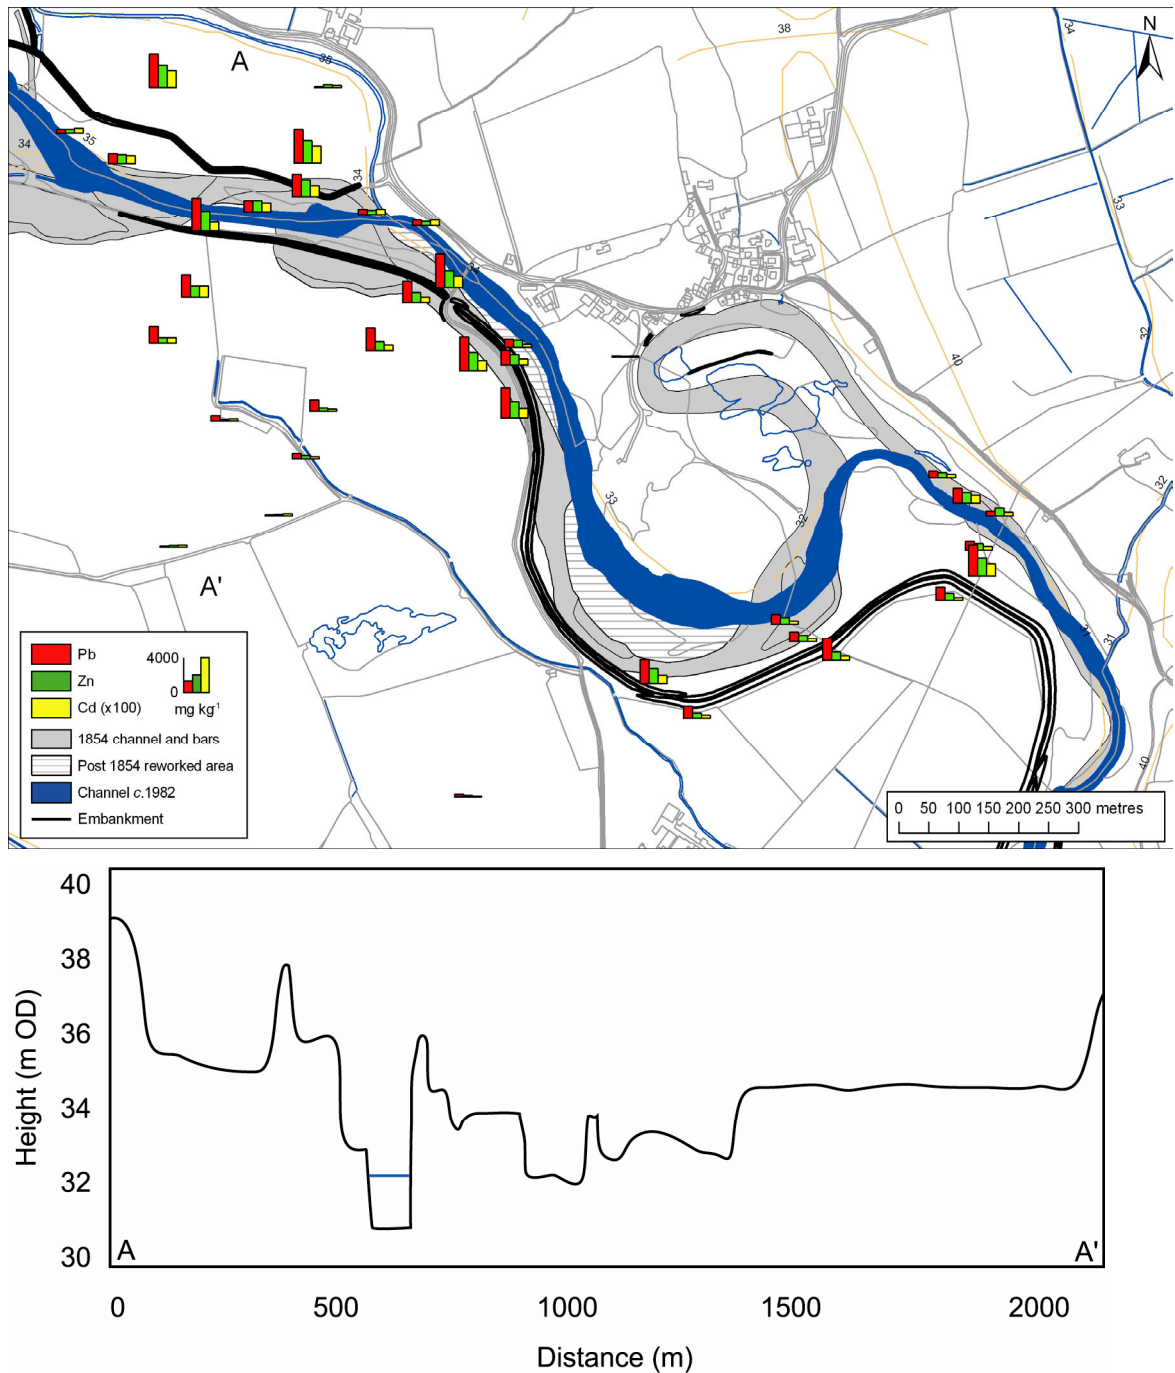 A
N
38
34
35
35
34
34
33
32
40
34
33
32
32
31
31
40
A'
Pb
Zn
Cd (x100)
4000
0
mg kg-1
1854 channel and bars
Post 1854 reworked area
Channel c.1982
Embankment
0 50 100 150 200 250 300 metres
40
38
36
34
32
30
Height (m OD)
A
A'
0 500 1000 1500 2000
Distance (m)